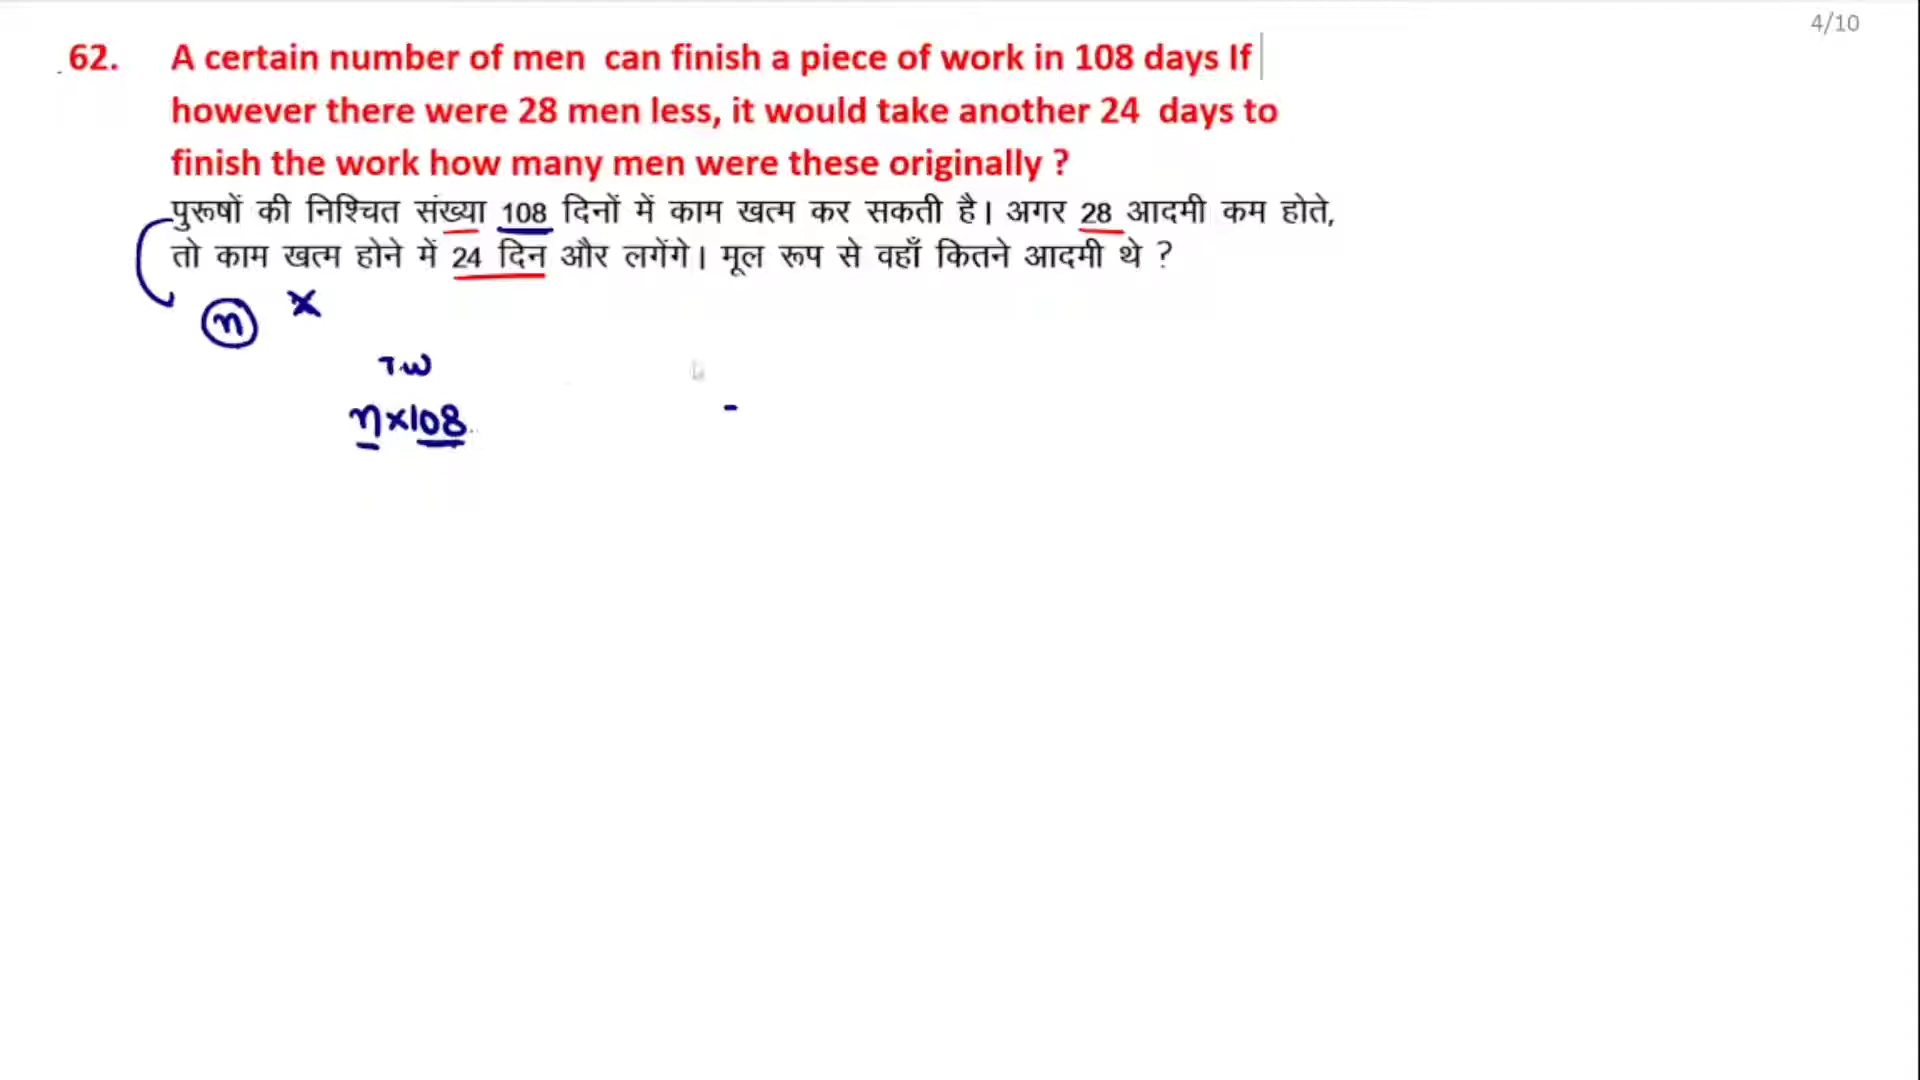 4/10
62. A certain number of men can finish a piece of work in 108 days If
however there were 28 men less, it would take another 24 days to
finish the work how many men were these originally ?
पुरूषों की निश्चित संख्या 108 दिनों में काम खत्म कर सकती है। अगर 28 आदमी कम होते,
तो काम खत्म होने में 24 दिन और लगेंगे। मूल रूप से वहाँ कितने आदमी थे ?
n x
T.W
n×108
-